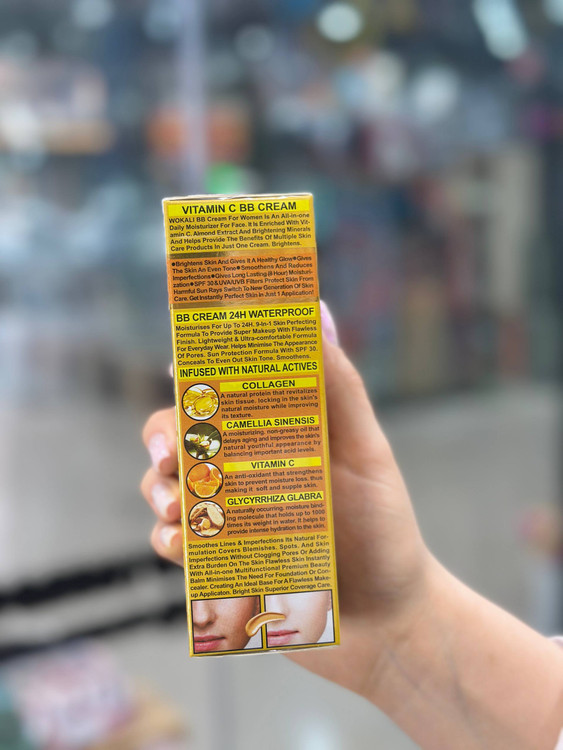 VITAMIN C BB CREAM
WOKALI BB Cream For Women Is An All-in-one
Daily Moisturizer For Face. It Is Enriched With Vit-
amin C, Almond Extract And Brightening Minerals
And Helps Provide The Benefits Of Multiple Skin
Care Products In Just One Cream. Brightens.
●Brightens Skin And Gives It A Healthy Glow●Gives
The Skin An Even Tone●Smoothens And Reduces
Imperfections●Gives Long Lasting (8-Hour) Moisturi-
zation●SPF 30 & UVA/UVB Filters Protect Skin From
Harmful Sun Rays Switch To New Generation Of Skin
Care. Get Instantly Perfect Skin In Just 1 Application!
BB CREAM 24H WATERPROOF
Moisturises For Up To 24H. 9-In-1 Skin Perfecting
Formula To Provide Super Makeup With Flawless
Finish. Lightweight & Ultra-comfortable Formula
For Everyday Wear. Helps Minimise The Appearance
Of Pores. Sun Protection Formula With SPF 30.
Conceals To Even Out Skin Tone. Smoothens.
INFUSED WITH NATURAL ACTIVES
COLLAGEN
A natural protein that revitalizes
skin tissue, locking in the skin's
natural moisture while improving
its texture.
CAMELLIA SINENSIS
A moisturizing, non-greasy oil that
delays aging and improves the skin's
natural youthful appearance by
balancing important acid levels.
VITAMIN C
An anti-oxidant that strengthens
skin to prevent moisture loss, thus
making it soft and supple skin.
GLYCYRRHIZA GLABRA
A naturally occurring, moisture bind-
ing molecule that holds up to 1000
times its weight in water. It helps to
provide intense hydration to the skin.
Smoothes Lines & Imperfections Its Natural For-
mulation Covers Blemishes, Spots, And Skin
Imperfections Without Clogging Pores Or Adding
Extra Burden On The Skin Flawless Skin Instantly
With All-in-one Multifunctional Premium Beauty
Balm Minimises The Need For Foundation Or Con-
cealer. Creating An Ideal Base For A Flawless Make-
up Applicaton. Bright Skin Superior Coverage Care.